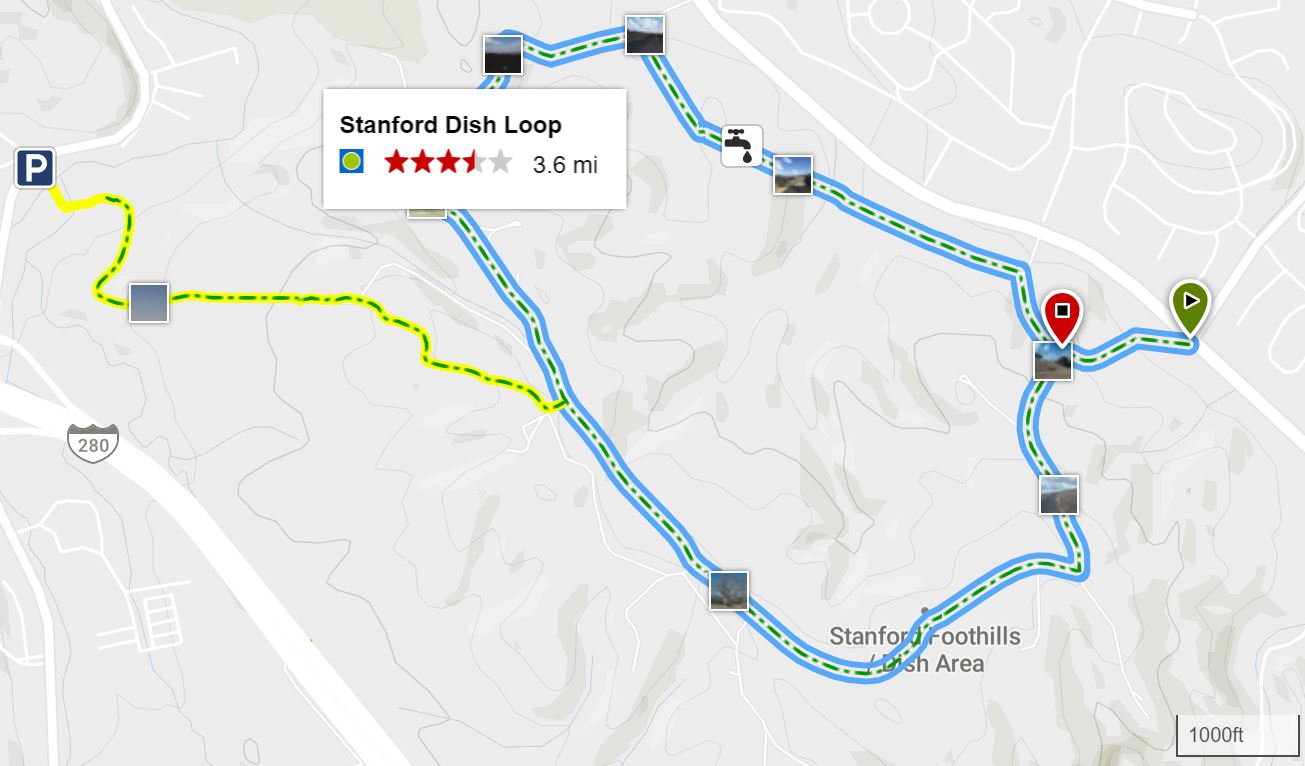 Stanford Dish Loop
3.6 mi
P
280
Stanford Foothills
/ Dish Area
1000ft